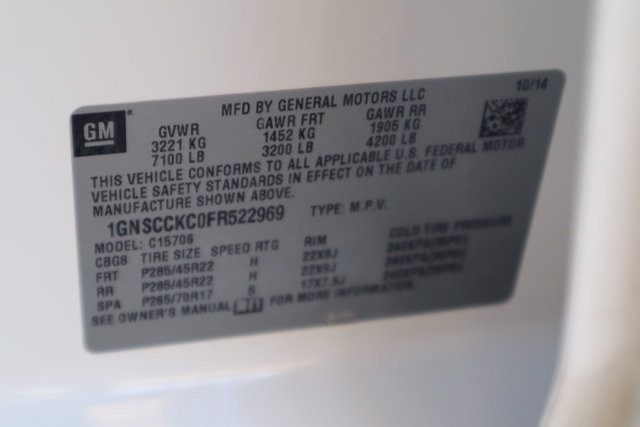 GM
MFD BY GENERAL MOTORS LLC
10/14
GVWR GAWR FRT GAWR RR
3221 KG 1452 KG 1905 KG
7100 LB 3200 LB 4200 LB
THIS VEHICLE CONFORMS TO ALL APPLICABLE U.S. FEDERAL MOTOR
VEHICLE SAFETY STANDARDS IN EFFECT ON THE DATE OF
MANUFACTURE SHOWN ABOVE.
1GNSCCKC0FR522969 TYPE: M.P.V.
MODEL: C15706
CBG8 TIRE SIZE SPEED RTG RIM COLD TIRE PRESSURE
FRT P285/45R22 H 22X9J
RR P285/45R22 H 22X9J
SPA P265/70R17 S 17X7.5J
SEE OWNER'S MANUAL FOR MORE INFORMATION.